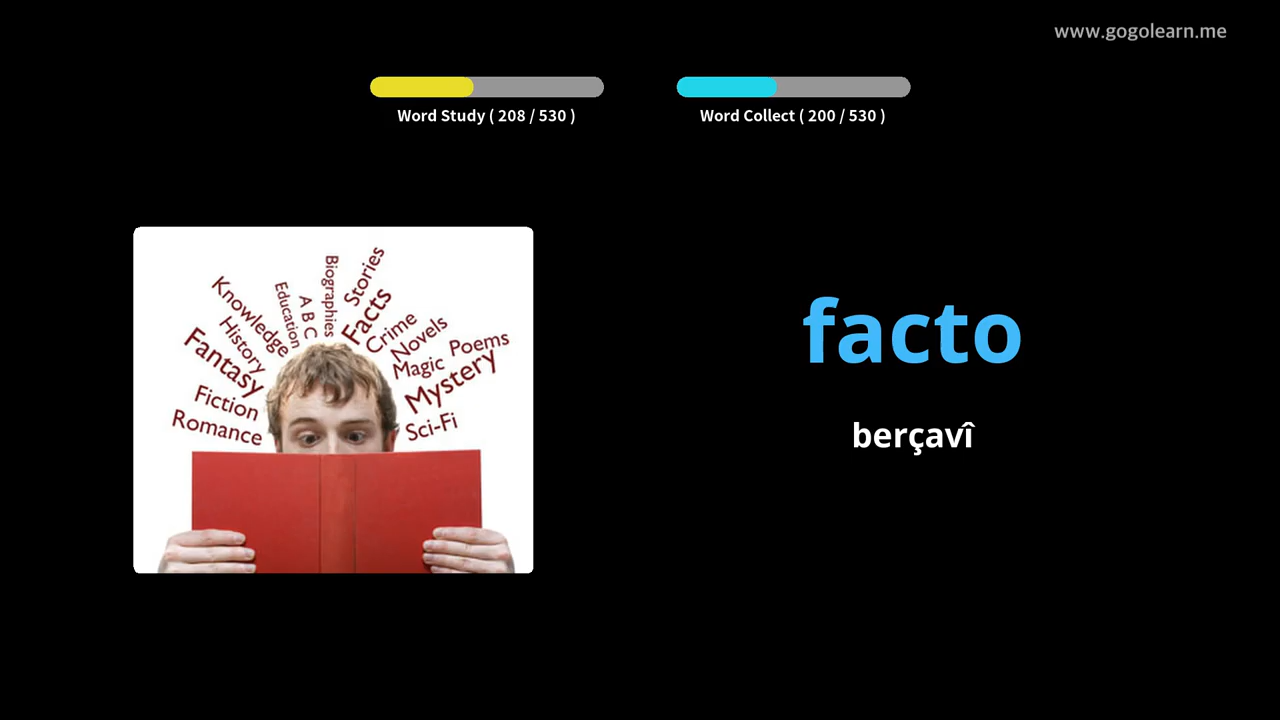 www.gogolearn.me
Word Study ( 208 / 530 )
Word Collect ( 200 / 530 )
Knowledge
History
Fantasy
Fiction
Romance
Education
A B C
Biographies
Stories
Facts
Crime
Novels
Magic
Poems
Mystery
Sci-Fi
facto
berçavî